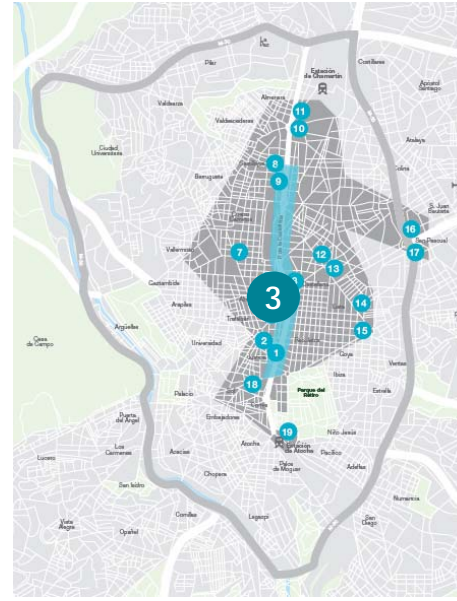 La
Paz
Pilar
Estación
de Chamartín
Costillares
Apóstol
Santiago
Almenara
Valdezarza
Valdeacederas
11
10
Atalaya
Ciudad
Universitaria
Colina
8
Berruguete
9
S. Juan
Bautista
16
San Pascual
17
7
12
13
Vallehermoso
Gaztambide
3
14
Arapiles
Trafalgar
Argüelles
Universidad
2
1
15
Goya
Ventas
Casa
de Campo
Ibiza
Palacio
18
Parque del
Retiro
Estrella
Puerta
del Ángel
Embajadores
Niño Jesús
19
Atocha
Estación
de Atocha
Pacífico
Los
Cármenes
Acacias
Lucero
Adelfas
Palos
de Moguer
Chopera
San Isidro
Numancia
Comillas
Legazpi
San
Diego
Vista
Alegre
Opañel